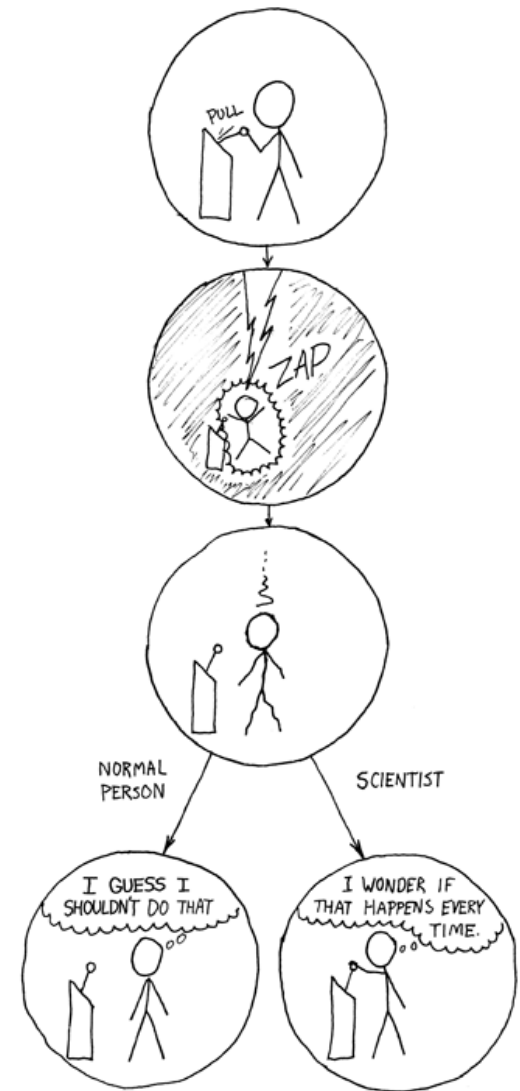 PULL
ZAP
NORMAL
PERSON
SCIENTIST
I GUESS I
SHOULDN'T DO THAT
I WONDER IF
THAT HAPPENS EVERY
TIME.